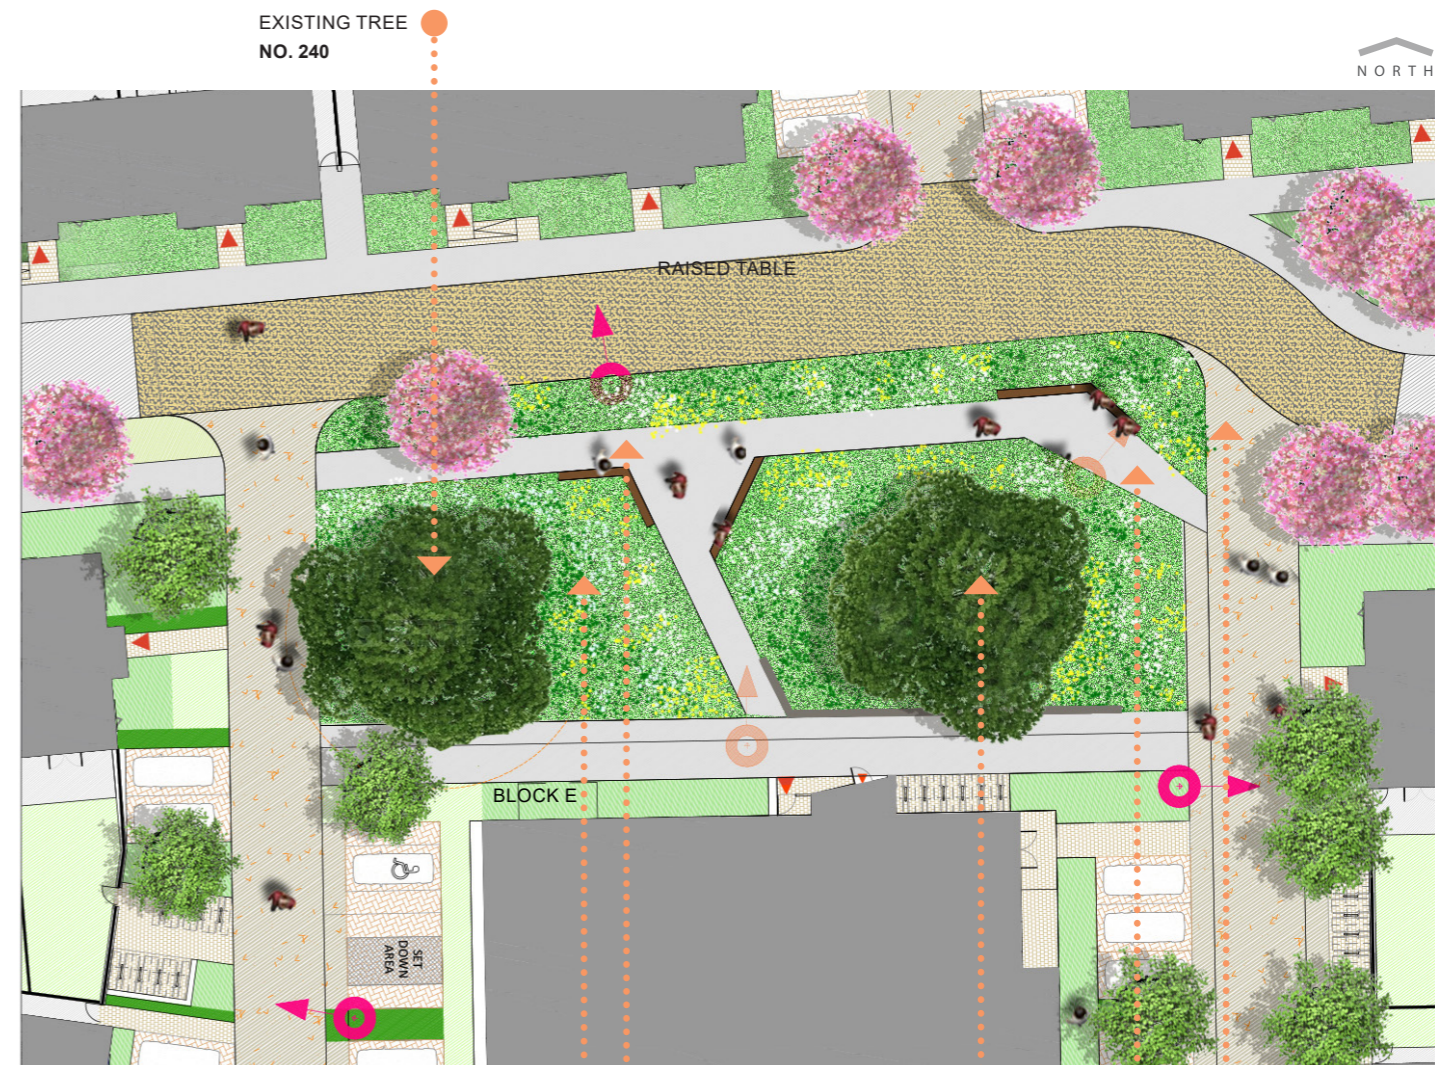 EXISTING TREE
NO. 240
NORTH
RAISED TABLE
BLOCK E
SET
DOWN
AREA